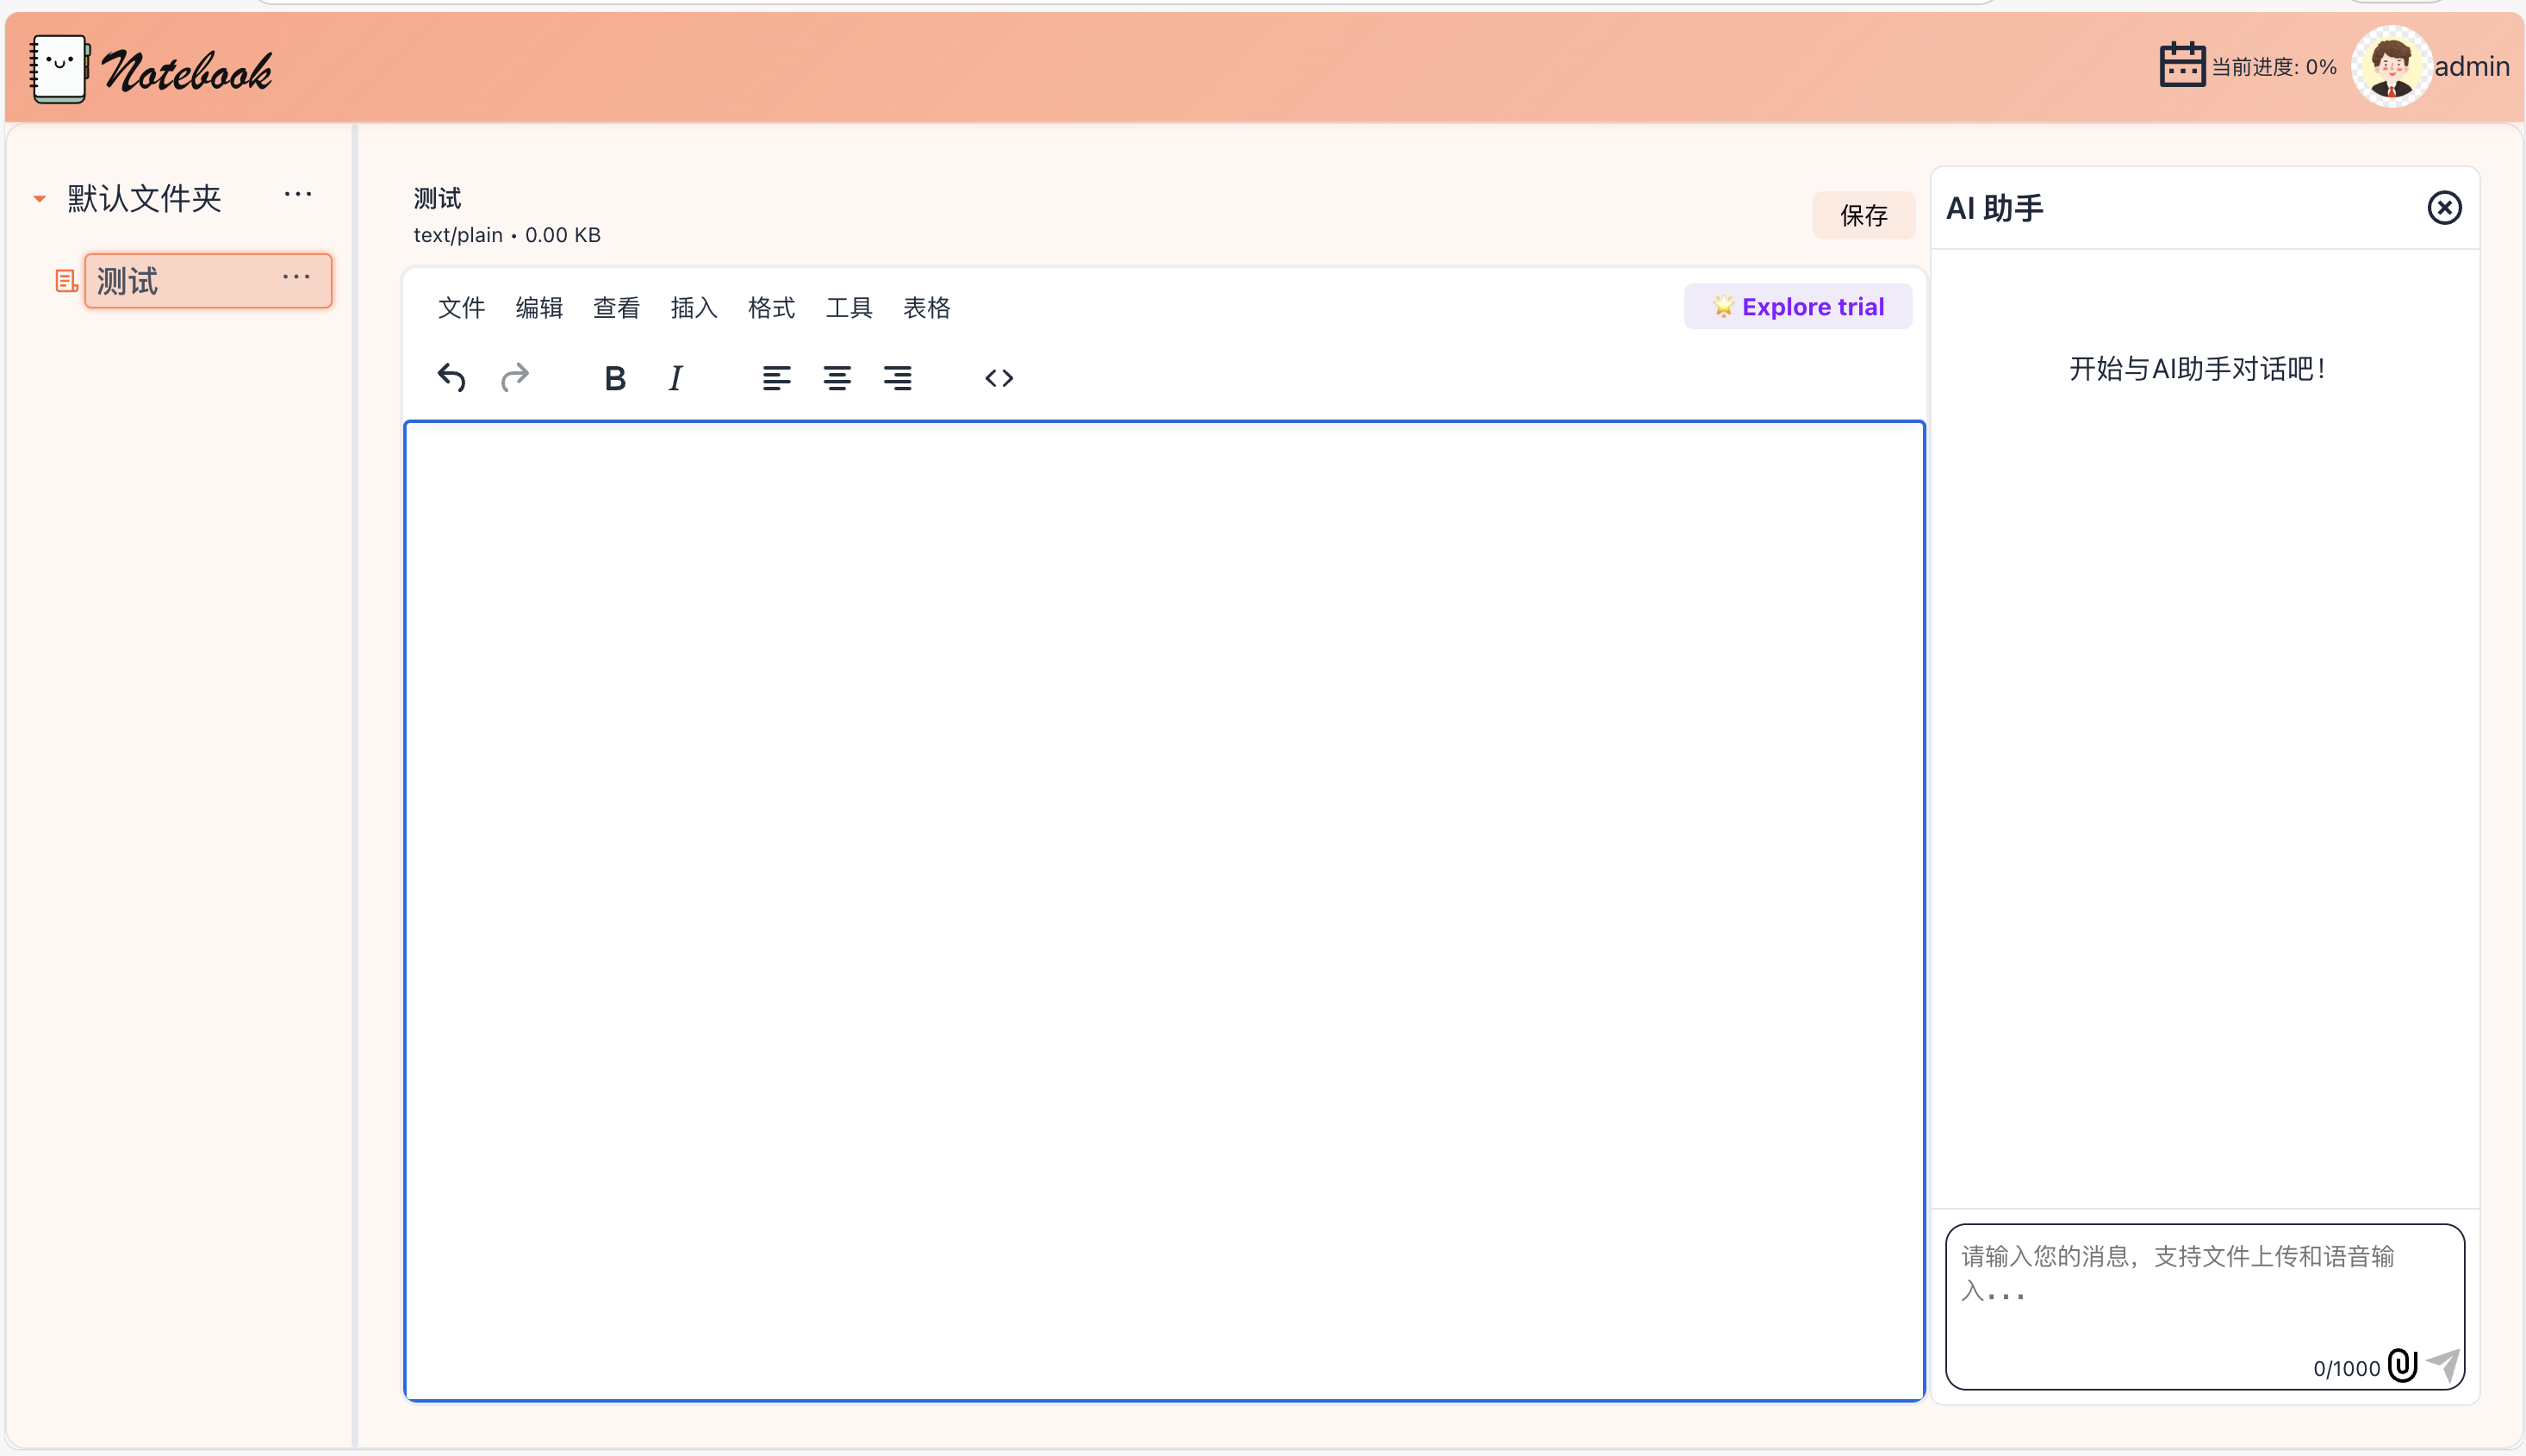 Notebook
当前进度: 0%
admin
默认文件夹
测试
测试
text/plain • 0.00 KB
保存
文件 编辑 查看 插入 格式 工具 表格
Explore trial
B I
AI 助手
开始与AI助手对话吧！
请输入您的消息，支持文件上传和语音输
入...
0/1000